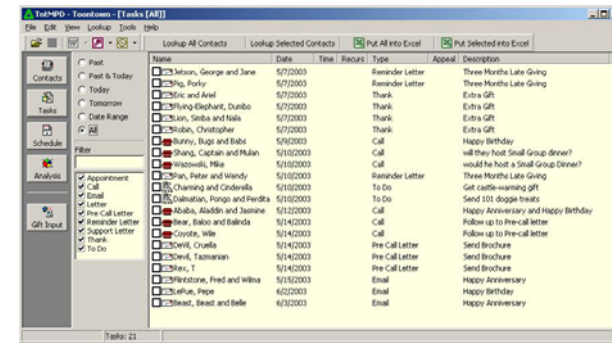 TntMPD - Toontown - [Tasks [All]]
File Edit View Lookup Tools Help
Lookup All Contacts Lookup Selected Contacts Put All into Excel Put Selected into Excel
Contacts
Tasks
Schedule
Analysis
Gift Input
Past
Past & Today
Today
Tomorrow
Date Range
All
Filter
Appointment
Call
Email
Letter
Pre Call Letter
Reminder Letter
Support Letter
Thank
To Do
Name Date Time Recurs Type Appeal Description
Jetson, George and Jane 5/7/2003 Reminder Letter Three Months Late Giving
Pig, Porky 5/7/2003 Reminder Letter Three Months Late Giving
Eric and Ariel 5/7/2003 Thank Extra Gift
Flying-Elephant, Dumbo 5/7/2003 Thank Extra Gift
Lion, Simba and Nala 5/7/2003 Thank Extra Gift
Robin, Christopher 5/7/2003 Thank Extra Gift
Bunny, Bugs and Babs 5/9/2003 Call Happy Birthday
Shang, Captain and Mulan 5/10/2003 Call will they host Small Group dinner?
Wazowski, Mike 5/10/2003 Call would he host a Small Group Dinner?
Pan, Peter and Wendy 5/10/2003 Reminder Letter Three Months Late Giving
Charming and Cinderella 5/10/2003 To Do Get castle-warming gift
Dalmatian, Pongo and Perdita 5/10/2003 To Do Send 101 doggie treats
Ababa, Aladdin and Jasmine 5/12/2003 Call Happy Anniversary and Happy Birthday
Bear, Baloo and Balinda 5/14/2003 Call Follow up to Pre-call letter
Coyote, Wile 5/14/2003 Call Follow up to Pre-call letter
DeVil, Cruella 5/14/2003 Pre Call Letter Send Brochure
Devil, Tazmanian 5/14/2003 Pre Call Letter Send Brochure
Rex, T 5/14/2003 Pre Call Letter Send Brochure
Flintstone, Fred and Wilma 5/15/2003 Email Happy Anniversary
LePue, Pepe 6/2/2003 Email Happy Birthday
Beast, Beast and Belle 6/3/2003 Email Happy Anniversary
Tasks: 21